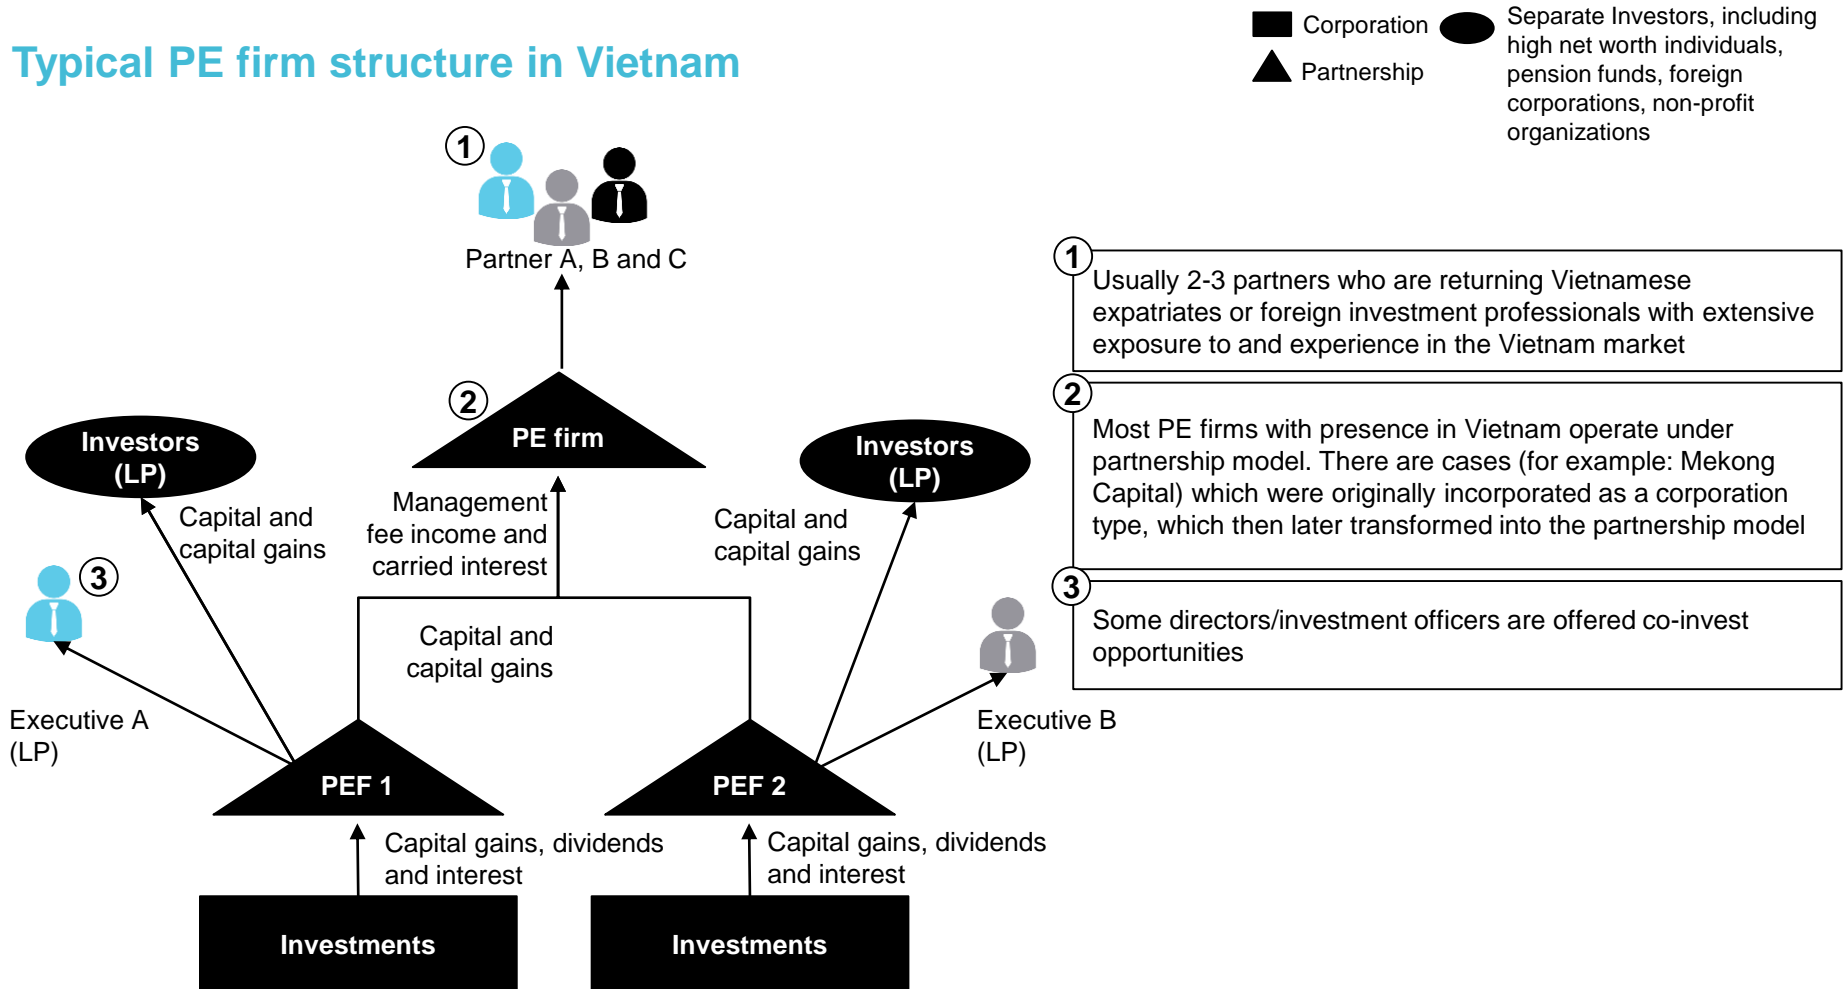 Typical PE firm structure in Vietnam
Corporation
Partnership
Separate Investors, including
high net worth individuals,
pension funds, foreign
corporations, non-profit
organizations
1
Partner A, B and C
2
PE firm
Investors
(LP)
Investors
(LP)
Capital and
capital gains
Management
fee income and
carried interest
Capital and
capital gains
3
Capital and
capital gains
Executive A
(LP)
Executive B
(LP)
PEF 1
PEF 2
Capital gains, dividends
and interest
Capital gains, dividends
and interest
Investments
Investments
1
Usually 2-3 partners who are returning Vietnamese
expatriates or foreign investment professionals with extensive
exposure to and experience in the Vietnam market
2
Most PE firms with presence in Vietnam operate under
partnership model. There are cases (for example: Mekong
Capital) which were originally incorporated as a corporation
type, which then later transformed into the partnership model
3
Some directors/investment officers are offered co-invest
opportunities